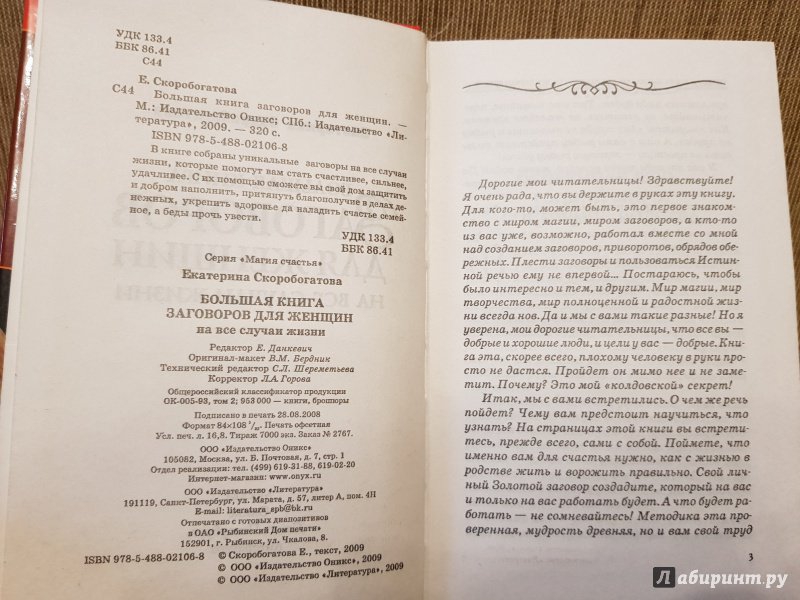 УДК 133.4
ББК 86.41
С44
Е. Скоробогатова
С44 Большая книга заговоров для женщин. —
М.: Издательство Оникс; СПб.: Издательство «Ли-
тература», 2009. — 320 с.
ISBN 978-5-488-02106-8
В книге собраны уникальные заговоры на все случаи
жизни, которые помогут вам стать счастливее, сильнее,
удачливее. С их помощью сможете вы свой дом защитить
и добром наполнить, притянуть благополучие в делах де-
нежных, укрепить здоровье да наладить счастье семей-
ное, а беды прочь увести.
УДК 133.4
ББК 86.41
Серия «Магия счастья»
Екатерина Скоробогатова
БОЛЬШАЯ КНИГА
ЗАГОВОРОВ ДЛЯ ЖЕНЩИН
на все случаи жизни
Редактор Е. Данкевич
Оригинал-макет В.М. Бердник
Технический редактор С.Л. Шереметьева
Корректор Л.А. Горова
Общероссийский классификатор продукции
ОК-005-93, том 2; 953 000 — книги, брошюры
Подписано в печать 28.08.2008
Формат 84×108 1/32. Печать офсетная
Усл. печ. л. 16,8. Тираж 7000 экз. Заказ № 2767.
ООО «Издательство Оникс»
105082, Москва, ул. Б. Почтовая, д. 7, стр. 1
Отдел реализации: тел. (499) 619-31-88, 619-02-20
Интернет-магазин: www.onyx.ru
ООО «Издательство «Литература»
191119, Санкт-Петербург, ул. Марата, д. 57, литер А, пом. 4Н
E-mail: literatura_spb@bk.ru
Отпечатано с готовых диапозитивов
в ОАО «Рыбинский Дом печати»
152901, г. Рыбинск, ул. Чкалова, 8.
ISBN 978-5-488-02106-8
© Скоробогатова Е., текст, 2009
© ООО «Издательство Оникс», 2009
© ООО «Издательство «Литература», 2009
Дорогие мои читательницы! Здравствуйте!
Я очень рада, что вы держите в руках эту книгу.
Для кого-то, может быть, это первое знаком-
ство с миром магии, миром заговоров, а кто-то
из вас уже, возможно, работал вместе со мной
над созданием заговоров, приворотов, обрядов обе-
режных. Плести заговоры и пользоваться Истин-
ной речью ему не впервой... Постараюсь, чтобы
было интересно и тем, и другим. Мир магии, мир
творчества, мир полноценной и радостной жиз-
ни всегда нов. Да и мы с вами такие разные! Но я
уверена, мои дорогие читательницы, что все вы —
добрые и хорошие люди, и цели у вас — добрые. Кни-
га эта, скорее всего, плохому человеку в руки просто
не дастся. Пройдет он мимо нее и не заме-
тит. Почему? Это мой «колдовской» секрет!
Итак, мы с вами встретились. О чем же речь
пойдет? Чему вам предстоит научиться, что
узнать? На страницах этой книги вы встрети-
тесь, прежде всего, сами с собой. Поймете, что
именно вам для счастья нужно, как с жизнью в
родстве жить и ворожить правильно. Свой лич-
ный Золотой заговор создадите, который на вас
и только на вас работать будет. А что будет ра-
ботать — не сомневайтесь! Методика эта про-
веренная, мудрость древняя, но и вам свой труд
3
Лабиринт.ру